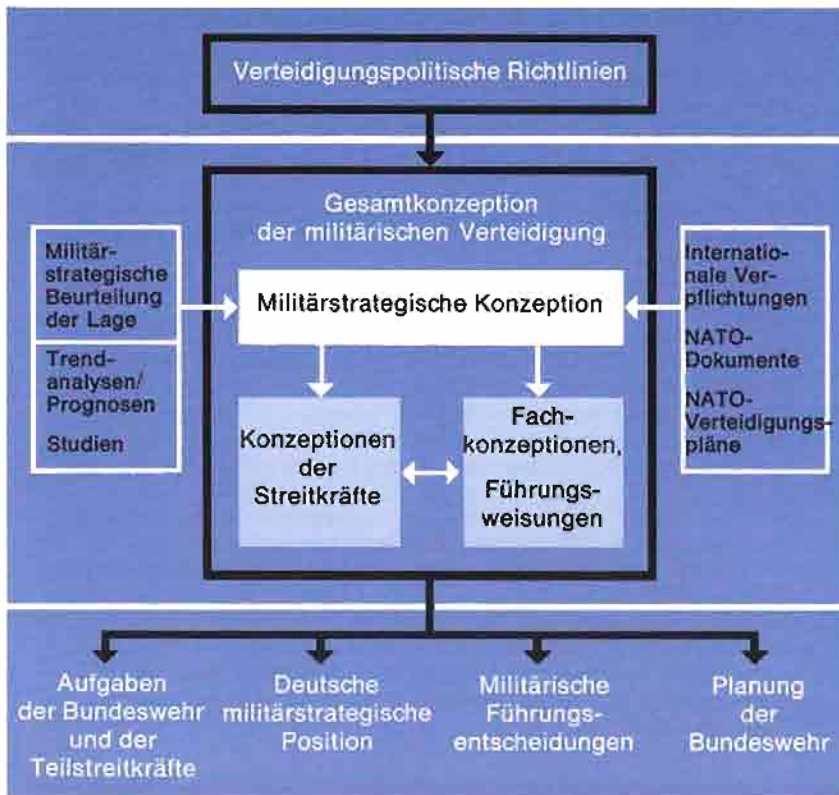 Verteidigungspolitische Richtlinien
Gesamtkonzeption
der militärischen Verteidigung
Militär-
strategische
Beurteilung
der Lage
Trend-
analysen/
Prognosen
Studien
Militärstrategische Konzeption
Konzeptionen
der
Streitkräfte
Fach-
konzeptionen,
Führungs-
weisungen
Internatio-
nale Ver-
pflichtungen
NATO-
Dokumente
NATO-
Verteidigungs-
pläne
Aufgaben
der Bundeswehr
und der
Teilstreitkräfte
Deutsche
militärstrategische
Position
Militärische
Führungs-
entscheidungen
Planung
der
Bundeswehr